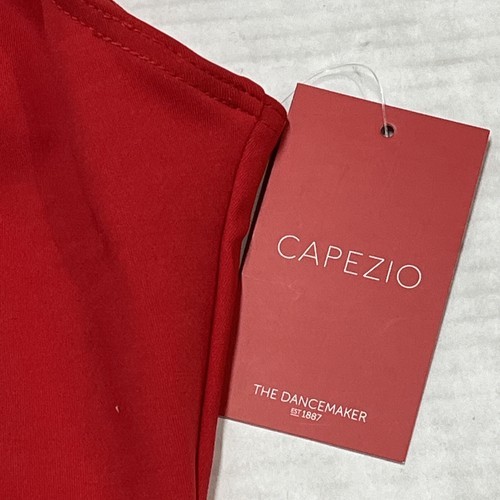 CAPEZIO
THE DANCEMAKER
EST 1887